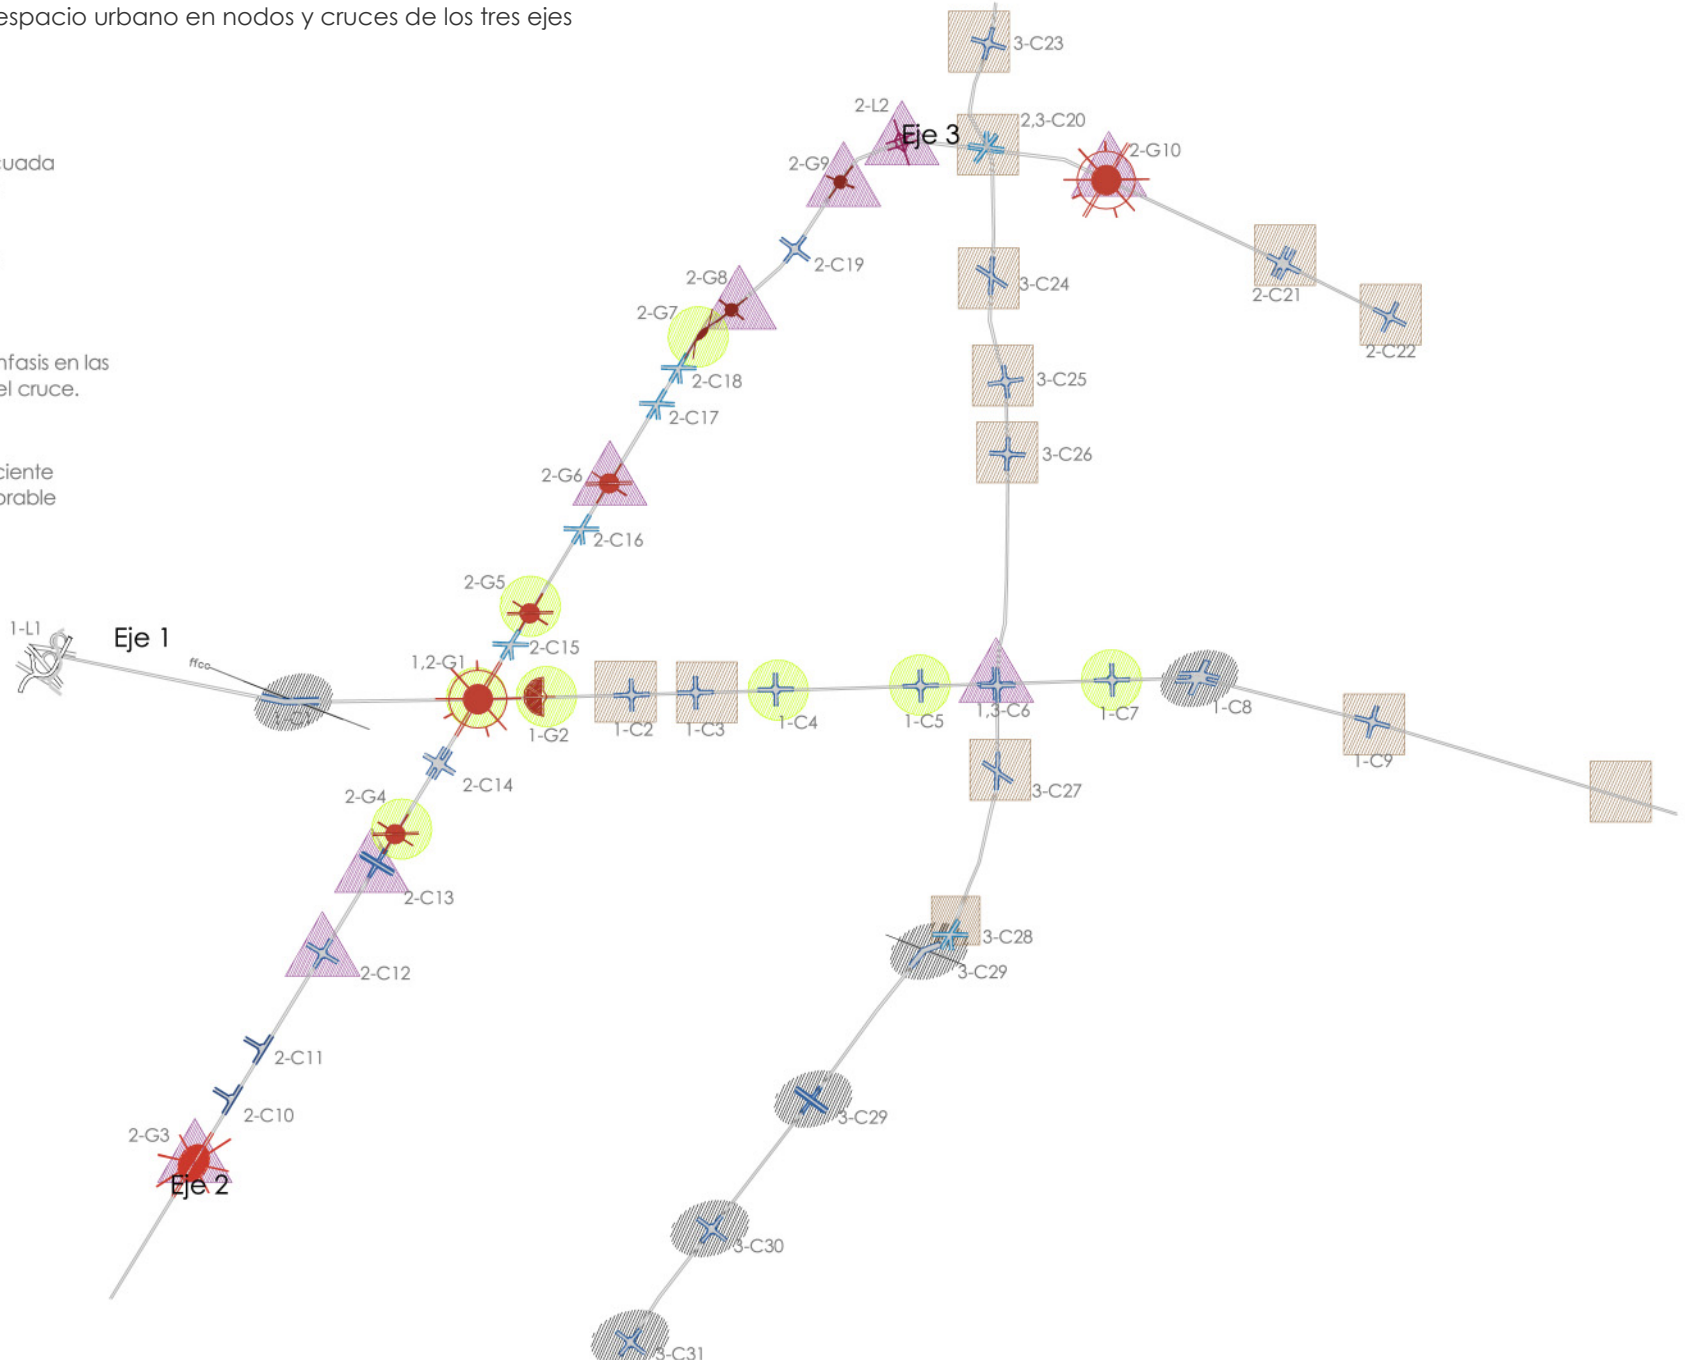 espacio urbano en nodos y cruces de los tres ejes
cuada
nfasis en las
el cruce.
ciente
orable
3-C23
2-L2
Eje 3
2,3-C20
2-G10
2-G9
2-C19
2-G8
2-G7
3-C24
2-C21
2-C22
2-C18
3-C25
2-C17
3-C26
2-G6
2-C16
2-G5
2-C15
1-L1
Eje 1
ffcc
1,2-G1
1-C1
1-G2
1-C2
1-C3
1-C4
1-C5
1,3-C6
1-C7
1-C8
1-C9
2-C14
3-C27
2-G4
2-C13
3-C28
3-C29
2-C12
2-C11
2-C10
3-C29
2-G3
Eje 2
3-C30
3-C31